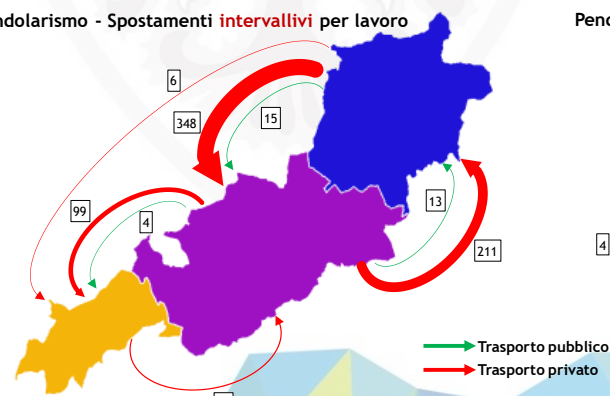 ndolarismo - Spostamenti intervallivi per lavoro
Pend
6
15
348
99
4
13
211
4
Trasporto pubblico
Trasporto privato